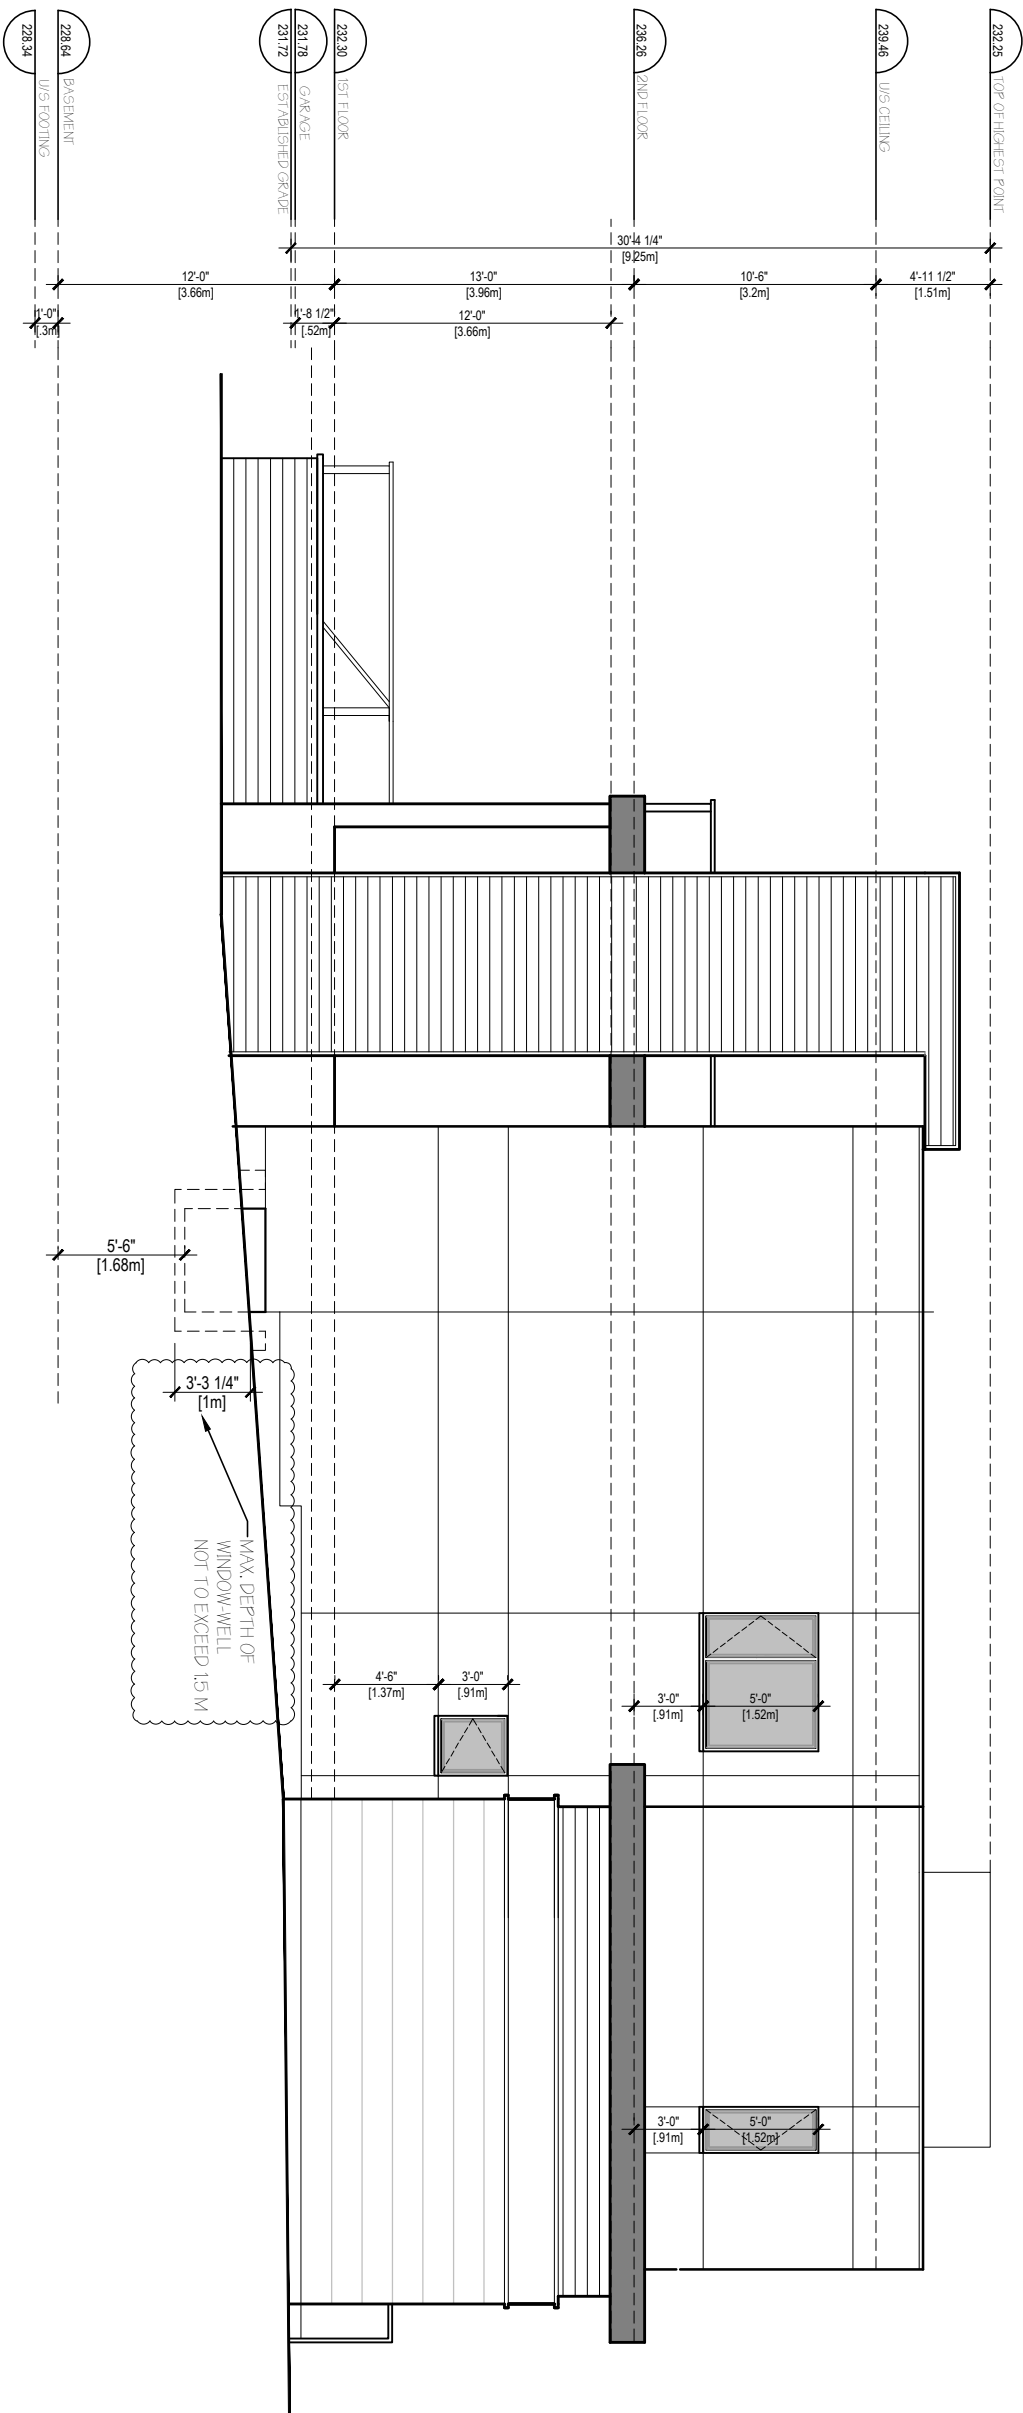 232.25
TOP OF HIGHEST POINT
239.46
U/S CEILING
236.26
2ND FLOOR
232.30
1ST FLOOR
231.78
GARAGE
231.72
ESTABLISHED GRADE
228.64
BASEMENT
228.34
U/S FOOTING
30'-4 1/4"
[9.25m]
12'-0"
[3.66m]
13'-0"
[3.96m]
10'-6"
[3.2m]
4'-11 1/2"
[1.51m]
1'-0"
[.3m]
1'-8 1/2"
[.52m]
12'-0"
[3.66m]
5'-6"
[1.68m]
3'-3 1/4"
[1m]
MAX. DEPTH OF
WINDOW-WELL
NOT TO EXCEED 1.5 M
4'-6"
[1.37m]
3'-0"
[.91m]
3'-0"
[.91m]
5'-0"
[1.52m]
3'-0"
[.91m]
5'-0"
[1.52m]